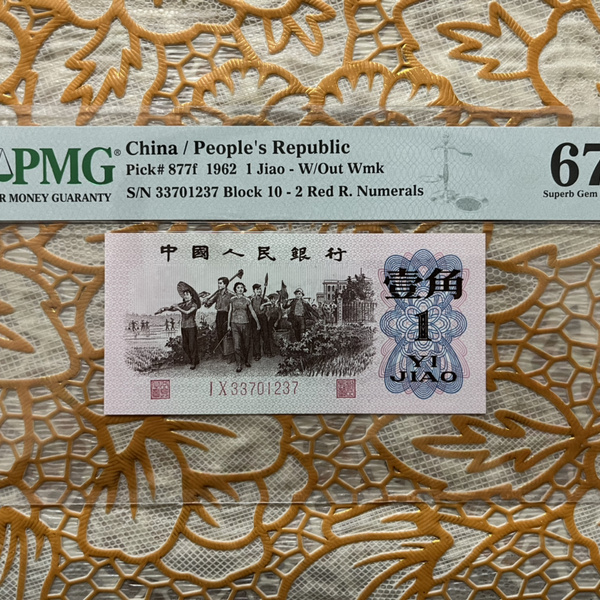 PMG®
R MONEY GUARANTY
China / People's Republic
Pick# 877f 1962 1 Jiao - W/Out Wmk
S/N 33701237 Block 10 - 2 Red R. Numerals
67
Superb Gem
中國人民銀行
壹角
1
YI
JIAO
I X 33701237